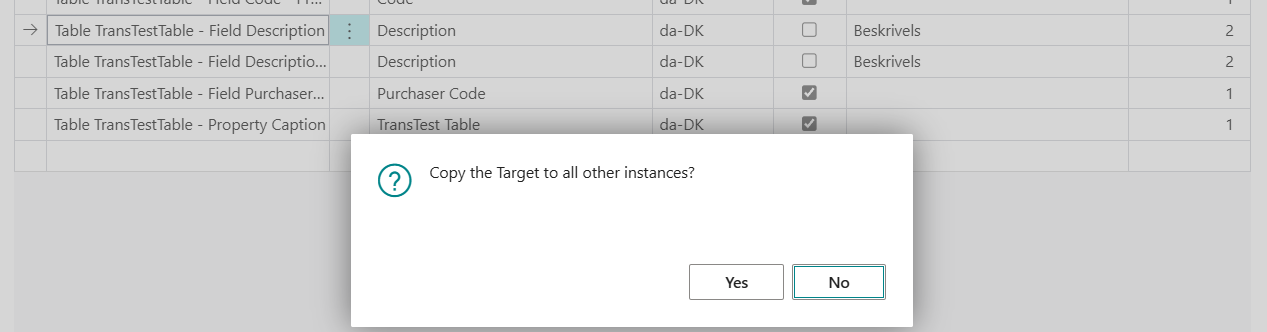 Table TransTestTable - Field Code - Pr... Code 1
Table TransTestTable - Field Description Description da-DK Beskrivels 2
Table TransTestTable - Field Descriptio... Description da-DK Beskrivels 2
Table TransTestTable - Field Purchaser... Purchaser Code da-DK 1
Table TransTestTable - Property Caption TransTest Table da-DK 1
Copy the Target to all other instances?
Yes No